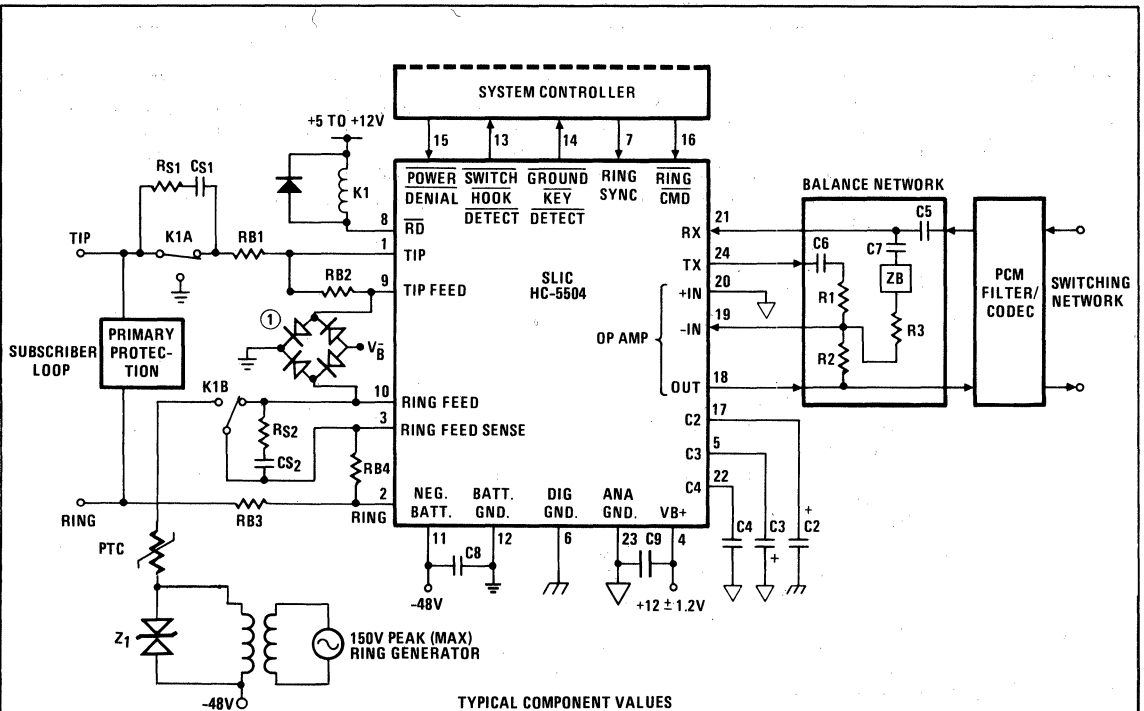 SYSTEM CONTROLLER
+5 TO +12V
15 13 14 7 16
RS1 CS1
K1
POWER DENIAL
SWITCH HOOK DETECT
GROUND KEY DETECT
RING SYNC
RING CMD
BALANCE NETWORK
8
RD
21
RX
C5
C7
TIP
K1A
RB1
1
TIP
24
TX
C6
ZB
SLIC
HC-5504
RB2
9
TIP FEED
20
+IN
R1
PCM
FILTER/
CODEC
SWITCHING
NETWORK
1
VB-
OP AMP
19
-IN
R3
R2
PRIMARY
PROTEC-
TION
SUBSCRIBER
LOOP
K1B
10
RING FEED
18
OUT
RS2
3
RING FEED SENSE
17
C2
CS2
RB4
5
C3
22
C4
RING
RB3
2
RING
NEG.
BATT.
BATT.
GND.
DIG
GND.
ANA
GND.
VB+
11 12 6 23 4
C8
C9
C4
C3
+
+
C2
PTC
-48V
+12 ± 1.2V
Z1
150V PEAK (MAX)
RING GENERATOR
-48V
TYPICAL COMPONENT VALUES